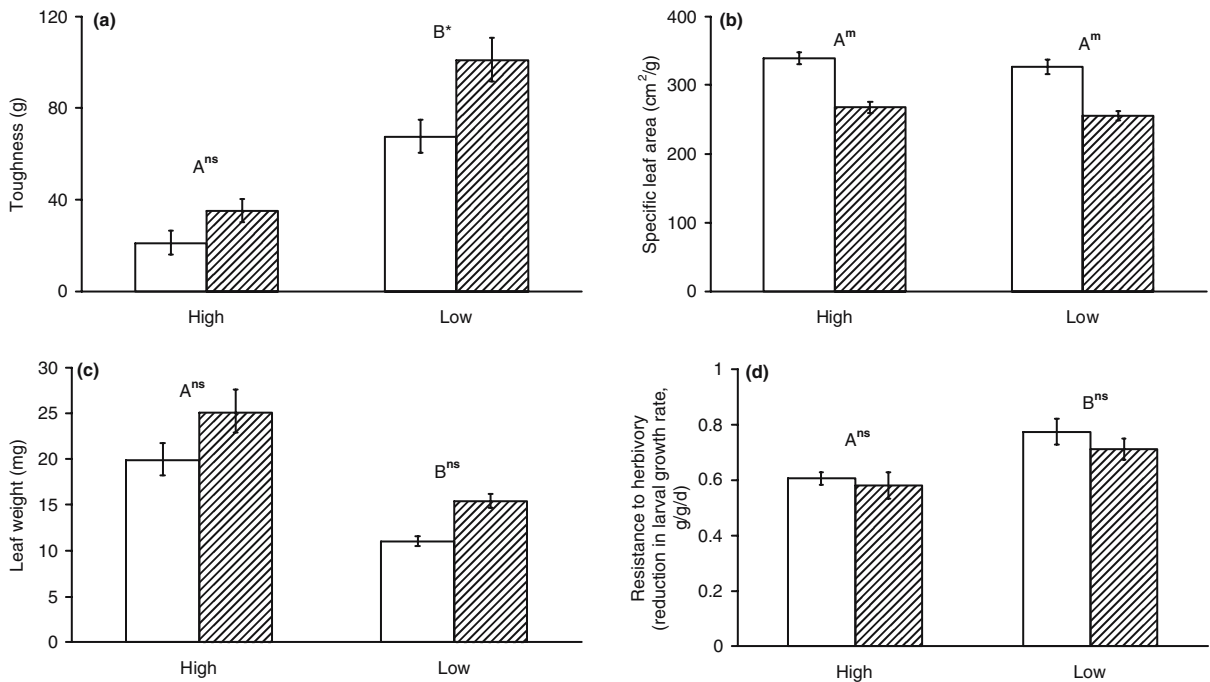 (a)
Toughness (g)
120
80
40
0
A^ns
B*
High
Low
(b)
Specific leaf area (cm²/g)
400
300
200
100
0
A^m
A^m
High
Low
(c)
Leaf weight (mg)
30
25
20
15
10
5
0
A^ns
B^ns
High
Low
(d)
Resistance to herbivory
(reduction in larval growth rate,
g/g/d)
1
0.8
0.6
0.4
0.2
0
A^ns
B^ns
High
Low